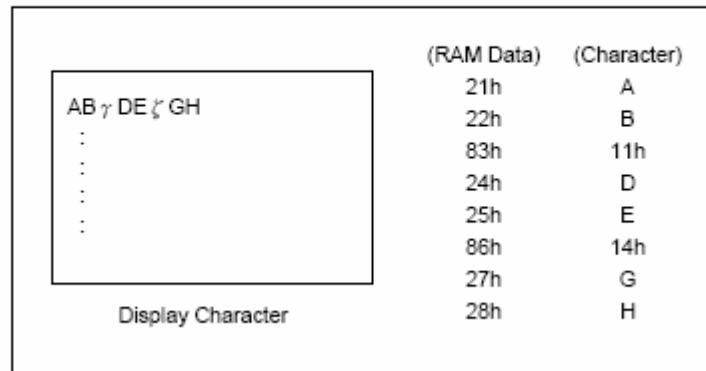 (RAM Data) (Character)
21h A
AB γ DE ζ GH
22h B
:
83h 11h
:
24h D
:
25h E
:
86h 14h
27h G
Display Character
28h H